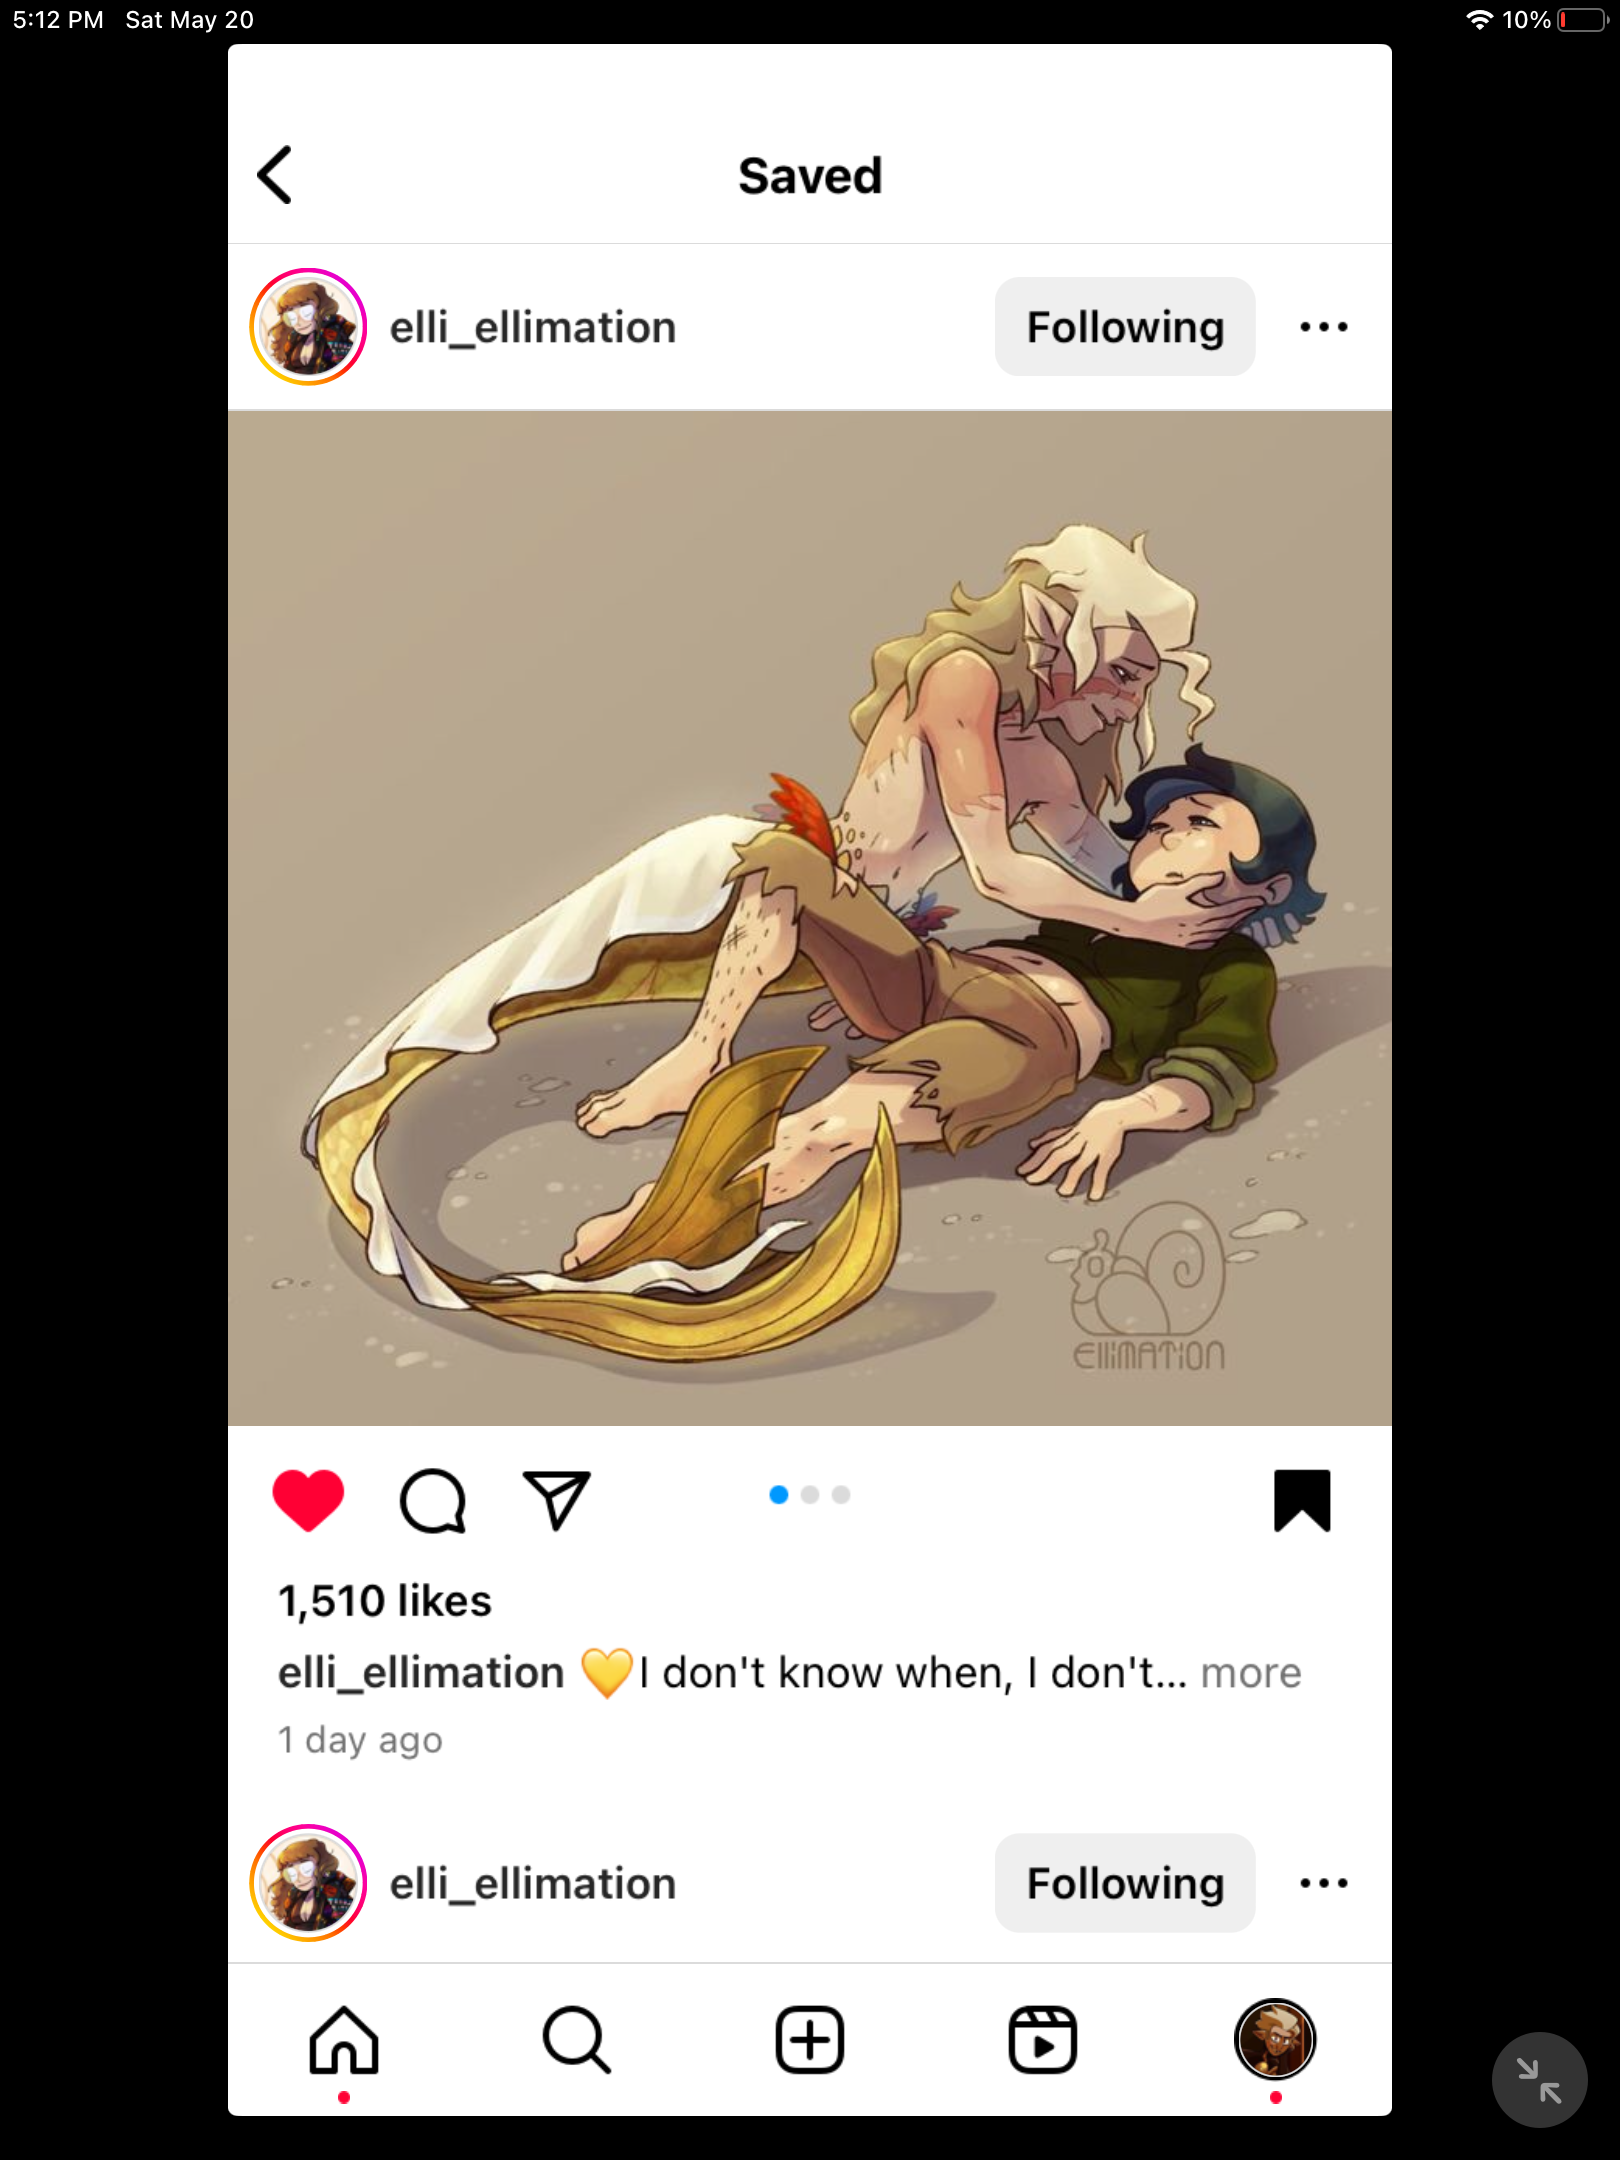 5:12 PM Sat May 20
10%
Saved
elli_ellimation
Following
ElliMATiON
1,510 likes
elli_ellimation 💛I don't know when, I don't... more
1 day ago
elli_ellimation
Following